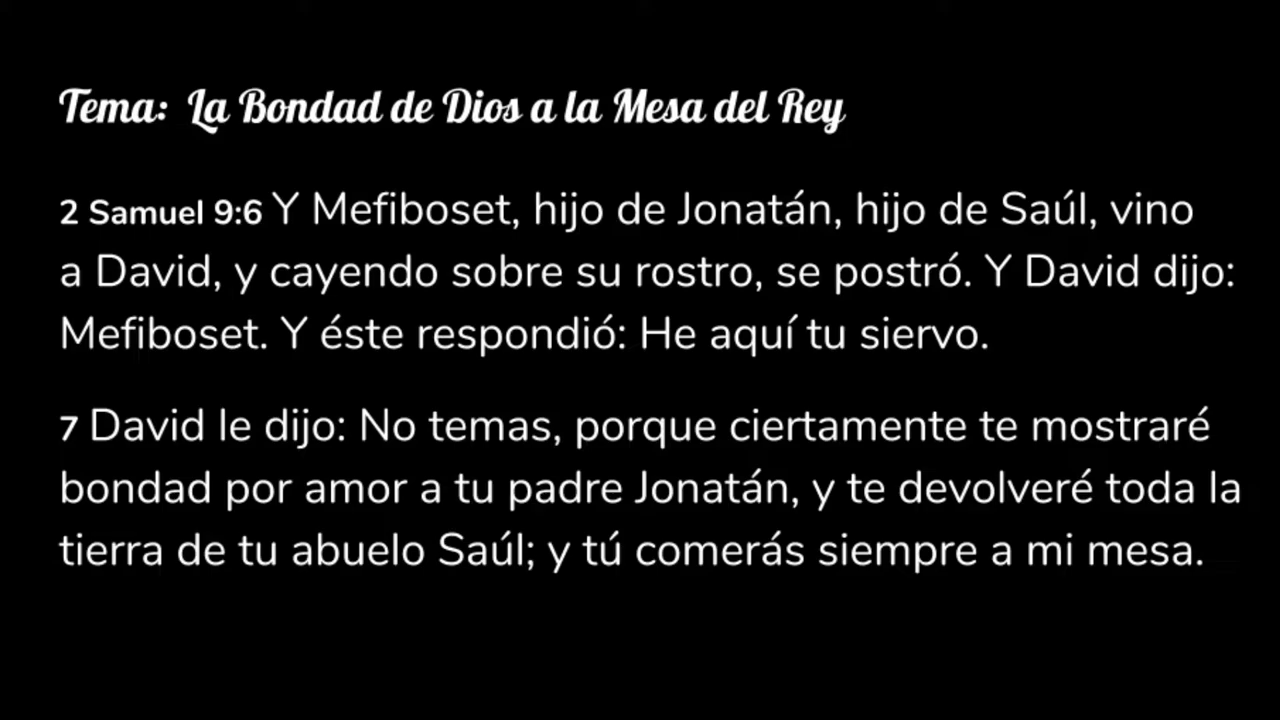 Tema: La Bondad de Dios a la Mesa del Rey
2 Samuel 9:6 Y Mefiboset, hijo de Jonatán, hijo de Saúl, vino
a David, y cayendo sobre su rostro, se postró. Y David dijo:
Mefiboset. Y éste respondió: He aquí tu siervo.
7 David le dijo: No temas, porque ciertamente te mostraré
bondad por amor a tu padre Jonatán, y te devolveré toda la
tierra de tu abuelo Saúl; y tú comerás siempre a mi mesa.